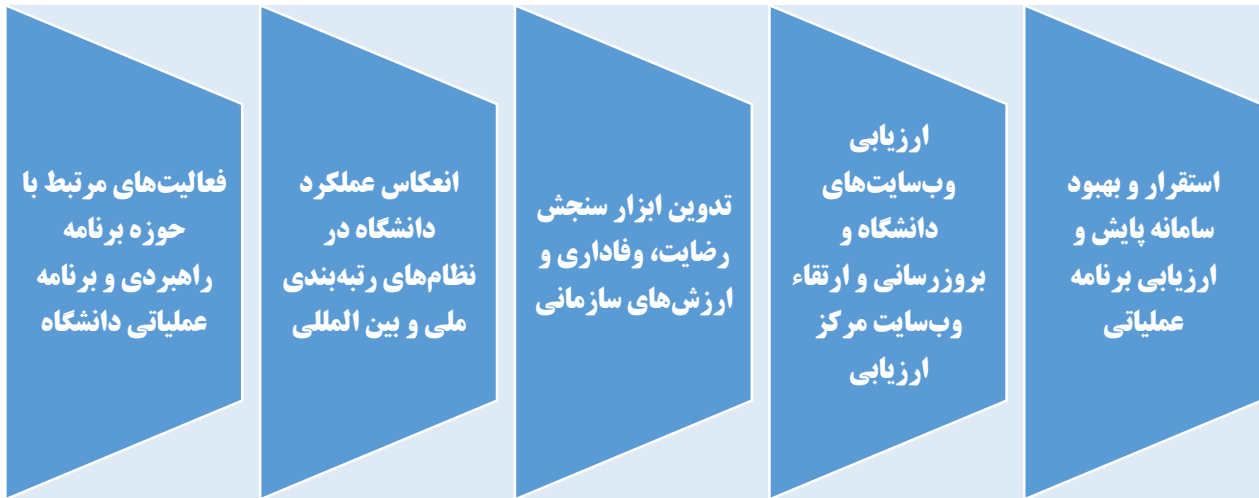 استقرار و بهبود
سامانه پایش و
ارزیابی برنامه
عملیاتی
ارزیابی
وب‌سایت‌های
دانشگاه و
بروزرسانی و ارتقاء
وب‌سایت مرکز
ارزیابی
تدوین ابزار سنجش
رضایت، وفاداری و
ارزش‌های سازمانی
انعکاس عملکرد
دانشگاه در
نظام‌های رتبه‌بندی
ملی و بین المللی
فعالیت‌های مرتبط با
حوزه برنامه
راهبردی و برنامه
عملیاتی دانشگاه